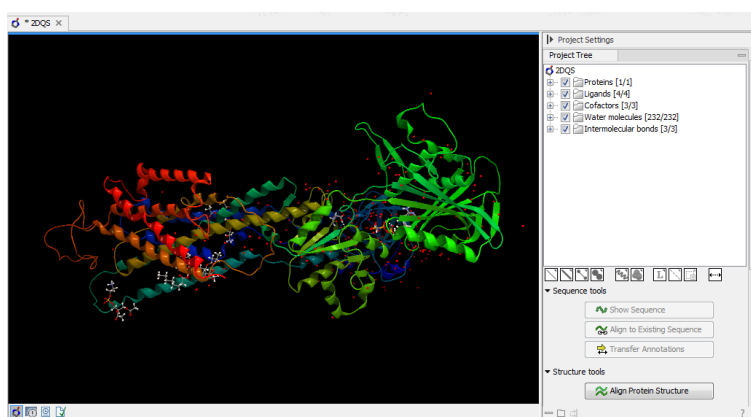 * 2DQS ×
Project Settings
Project Tree
2DQS
Proteins [1/1]
Ligands [4/4]
Cofactors [3/3]
Water molecules [232/232]
Intermolecular bonds [3/3]
L
Sequence tools
Show Sequence
Align to Existing Sequence
Transfer Annotations
Structure tools
Align Protein Structure
?